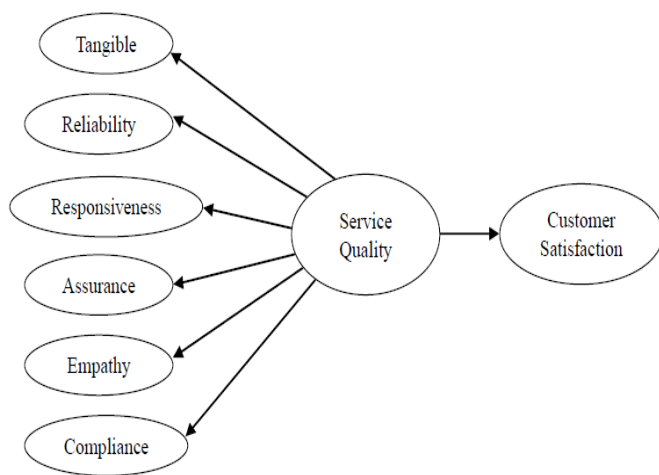 Tangible
Reliability
Responsiveness
Assurance
Empathy
Compliance
Service
Quality
Customer
Satisfaction